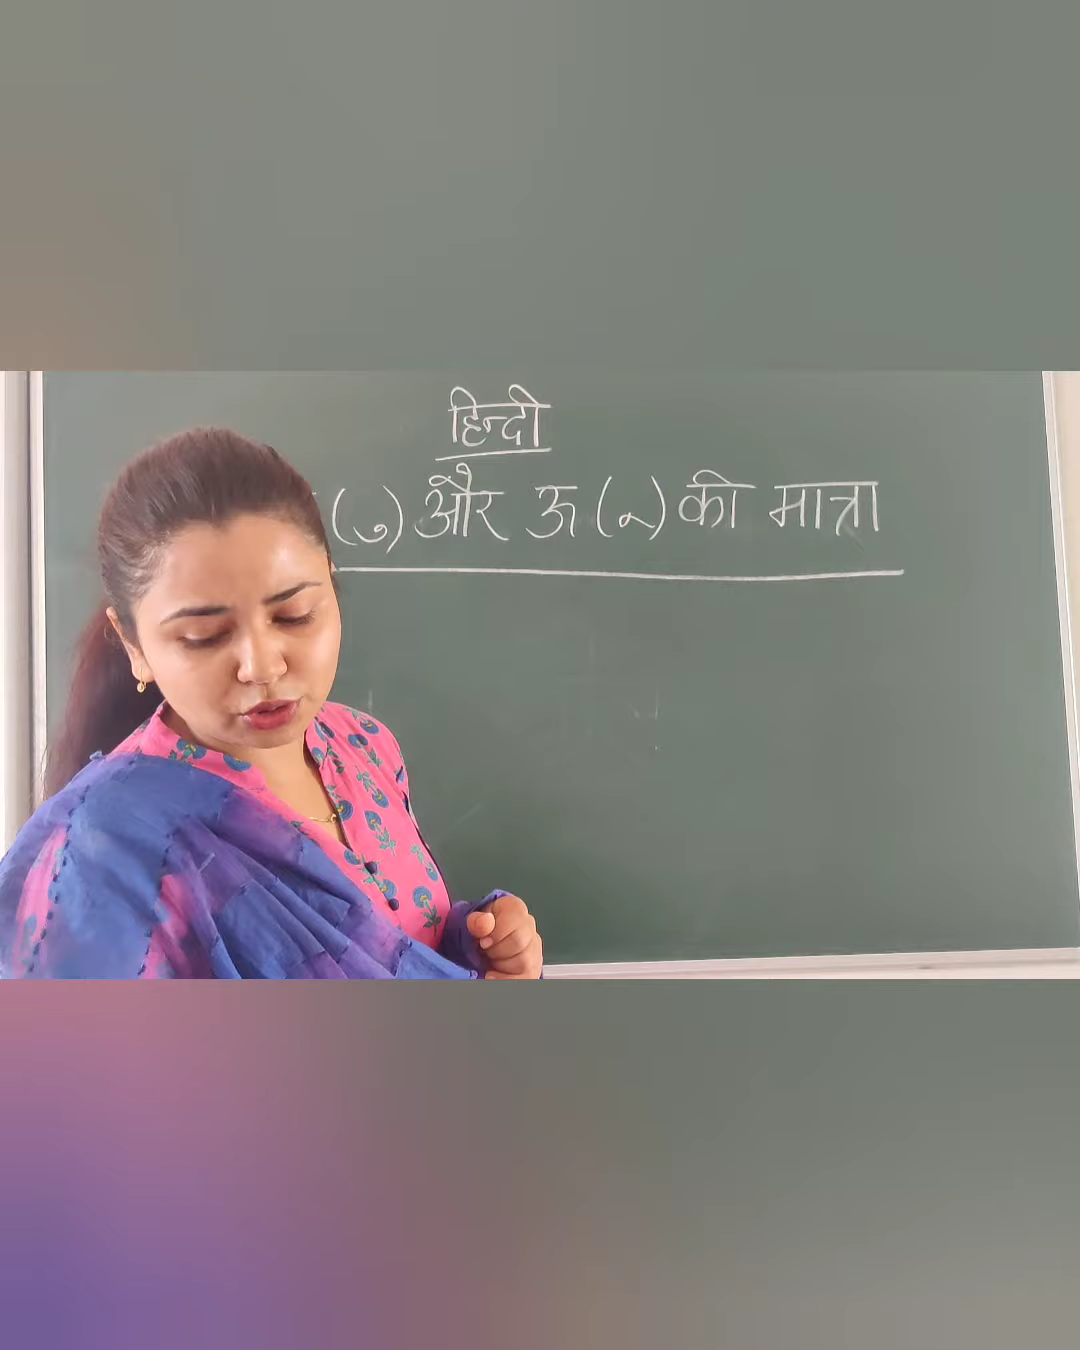 हिन्दी
( ु) और ऊ ( ू) की मात्रा